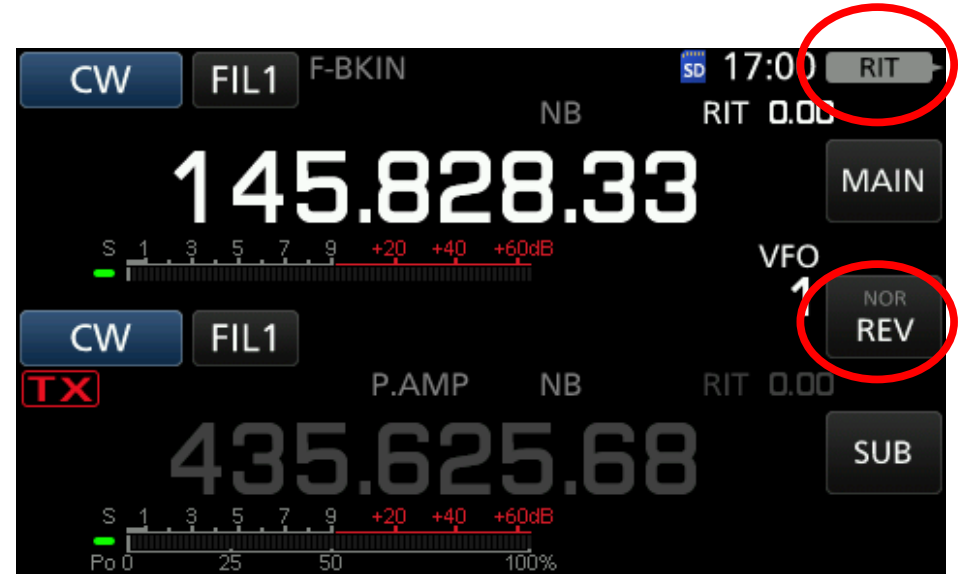 CW FIL1 F-BKIN SD 17:00 RIT
NB RIT 0.00
145.828.33 MAIN
S 1 . 3 . 5 . 7 . 9 +20 +40 +60dB VFO
1 NOR
CW FIL1 REV
TX P.AMP NB RIT 0.00
435.625.68 SUB
S 1 . 3 . 5 . 7 . 9 +20 +40 +60dB
Po 0 25 50 100%